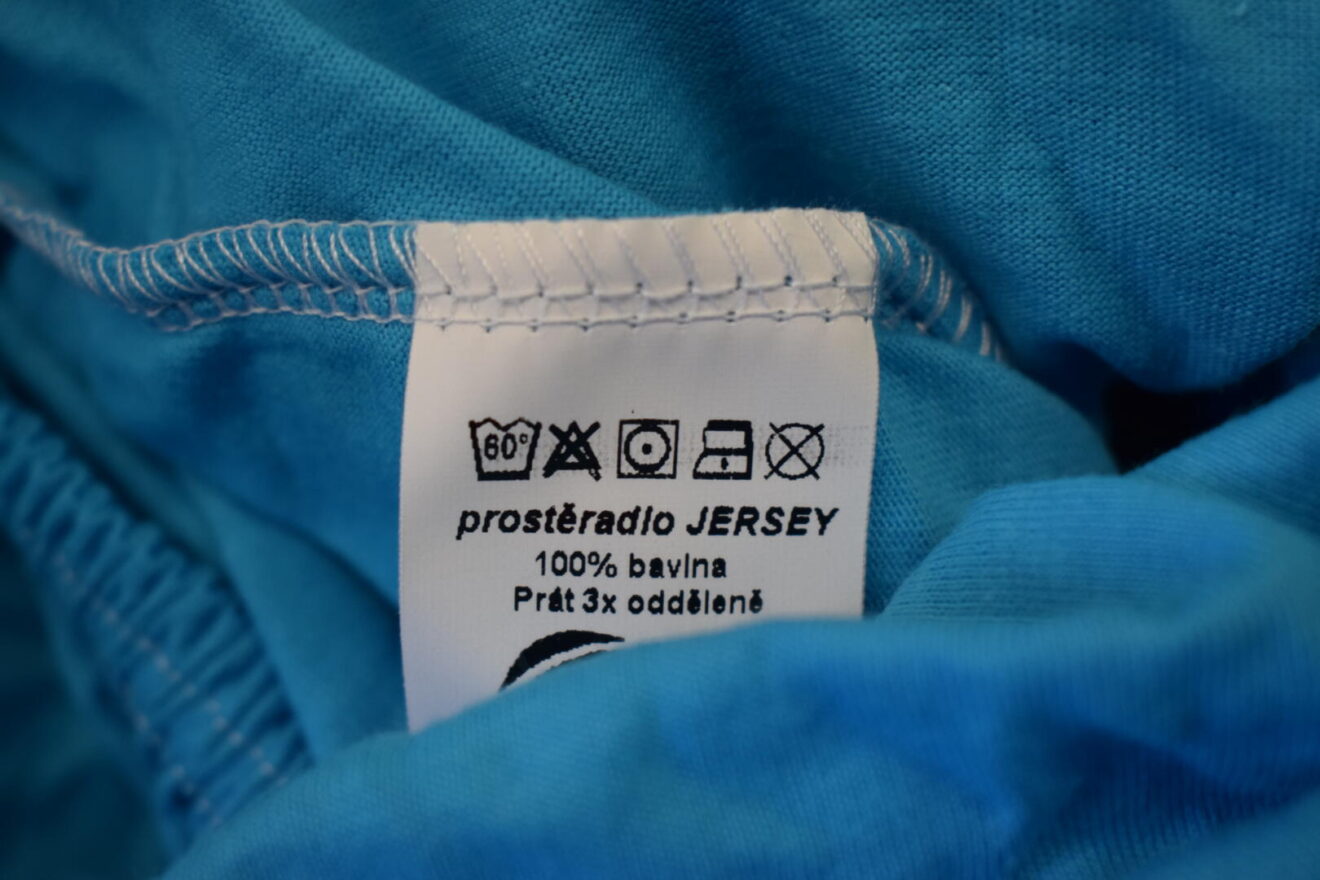 60°
prostěradlo JERSEY
100% bavlna
Prát 3x odděleně